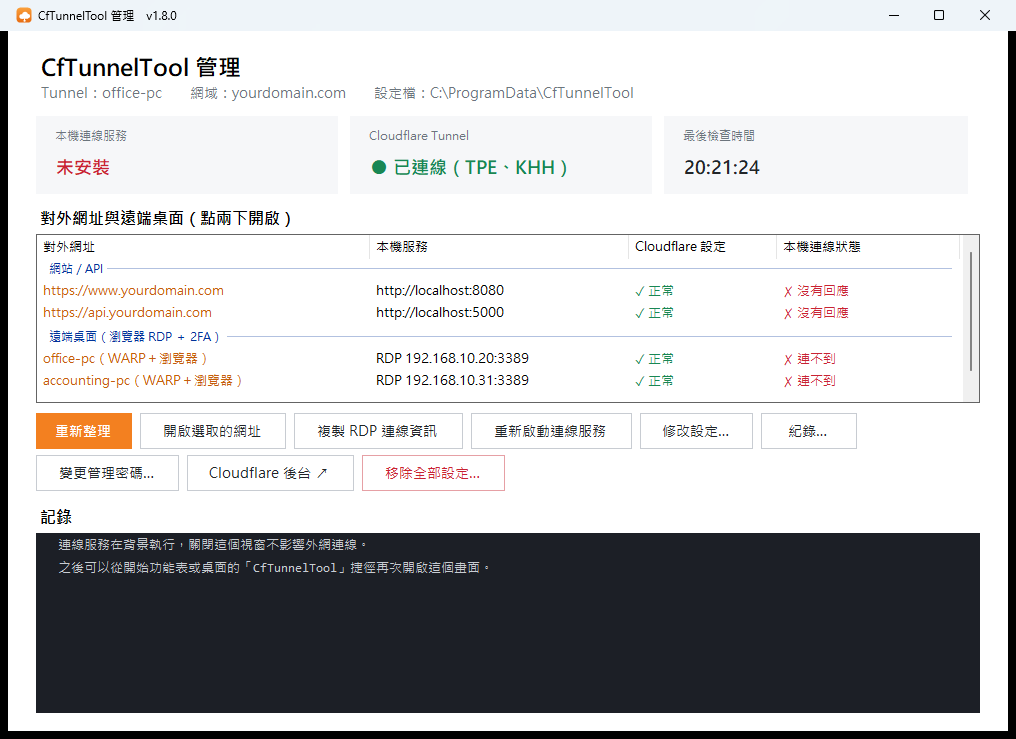 CfTunnelTool 管理 v1.8.0
CfTunnelTool 管理
Tunnel：office-pc 網域：yourdomain.com 設定檔：C:\ProgramData\CfTunnelTool
本機連線服務 Cloudflare Tunnel 最後檢查時間
未安裝 ● 已連線（TPE、KHH） 20:21:24
對外網址與遠端桌面（點兩下開啟）
對外網址 本機服務 Cloudflare 設定 本機連線狀態
網站 / API
https://www.yourdomain.com http://localhost:8080 ✓ 正常 ✗ 沒有回應
https://api.yourdomain.com http://localhost:5000 ✓ 正常 ✗ 沒有回應
遠端桌面（瀏覽器 RDP + 2FA）
office-pc（WARP＋瀏覽器） RDP 192.168.10.20:3389 ✓ 正常 ✗ 連不到
accounting-pc（WARP＋瀏覽器） RDP 192.168.10.31:3389 ✓ 正常 ✗ 連不到
重新整理 開啟選取的網址 複製 RDP 連線資訊 重新啟動連線服務 修改設定... 紀錄...
變更管理密碼... Cloudflare 後台 ↗ 移除全部設定...
記錄
連線服務在背景執行，關閉這個視窗不影響外網連線。
之後可以從開始功能表或桌面的「CfTunnelTool」捷徑再次開啟這個畫面。